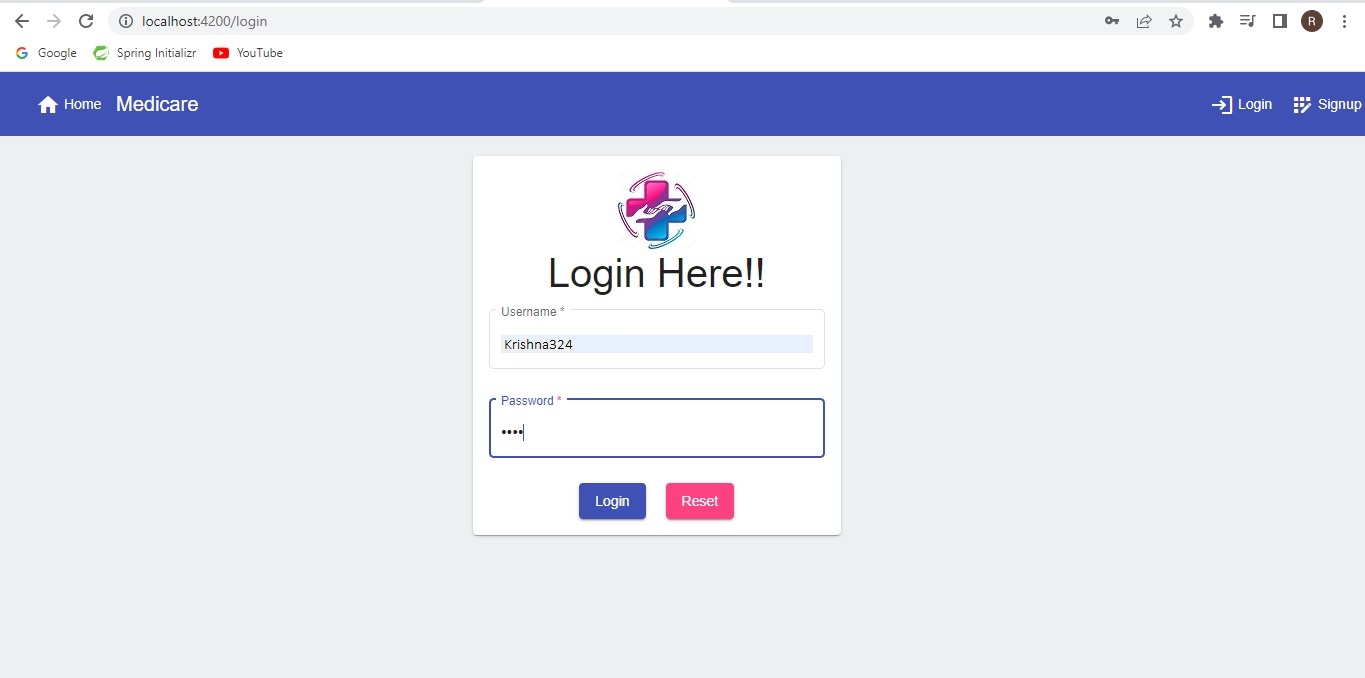 localhost:4200/login
R
Google Spring Initializr YouTube
Home Medicare Login Signup
Login Here!!
Username *
Krishna324
Password *
••••
Login Reset